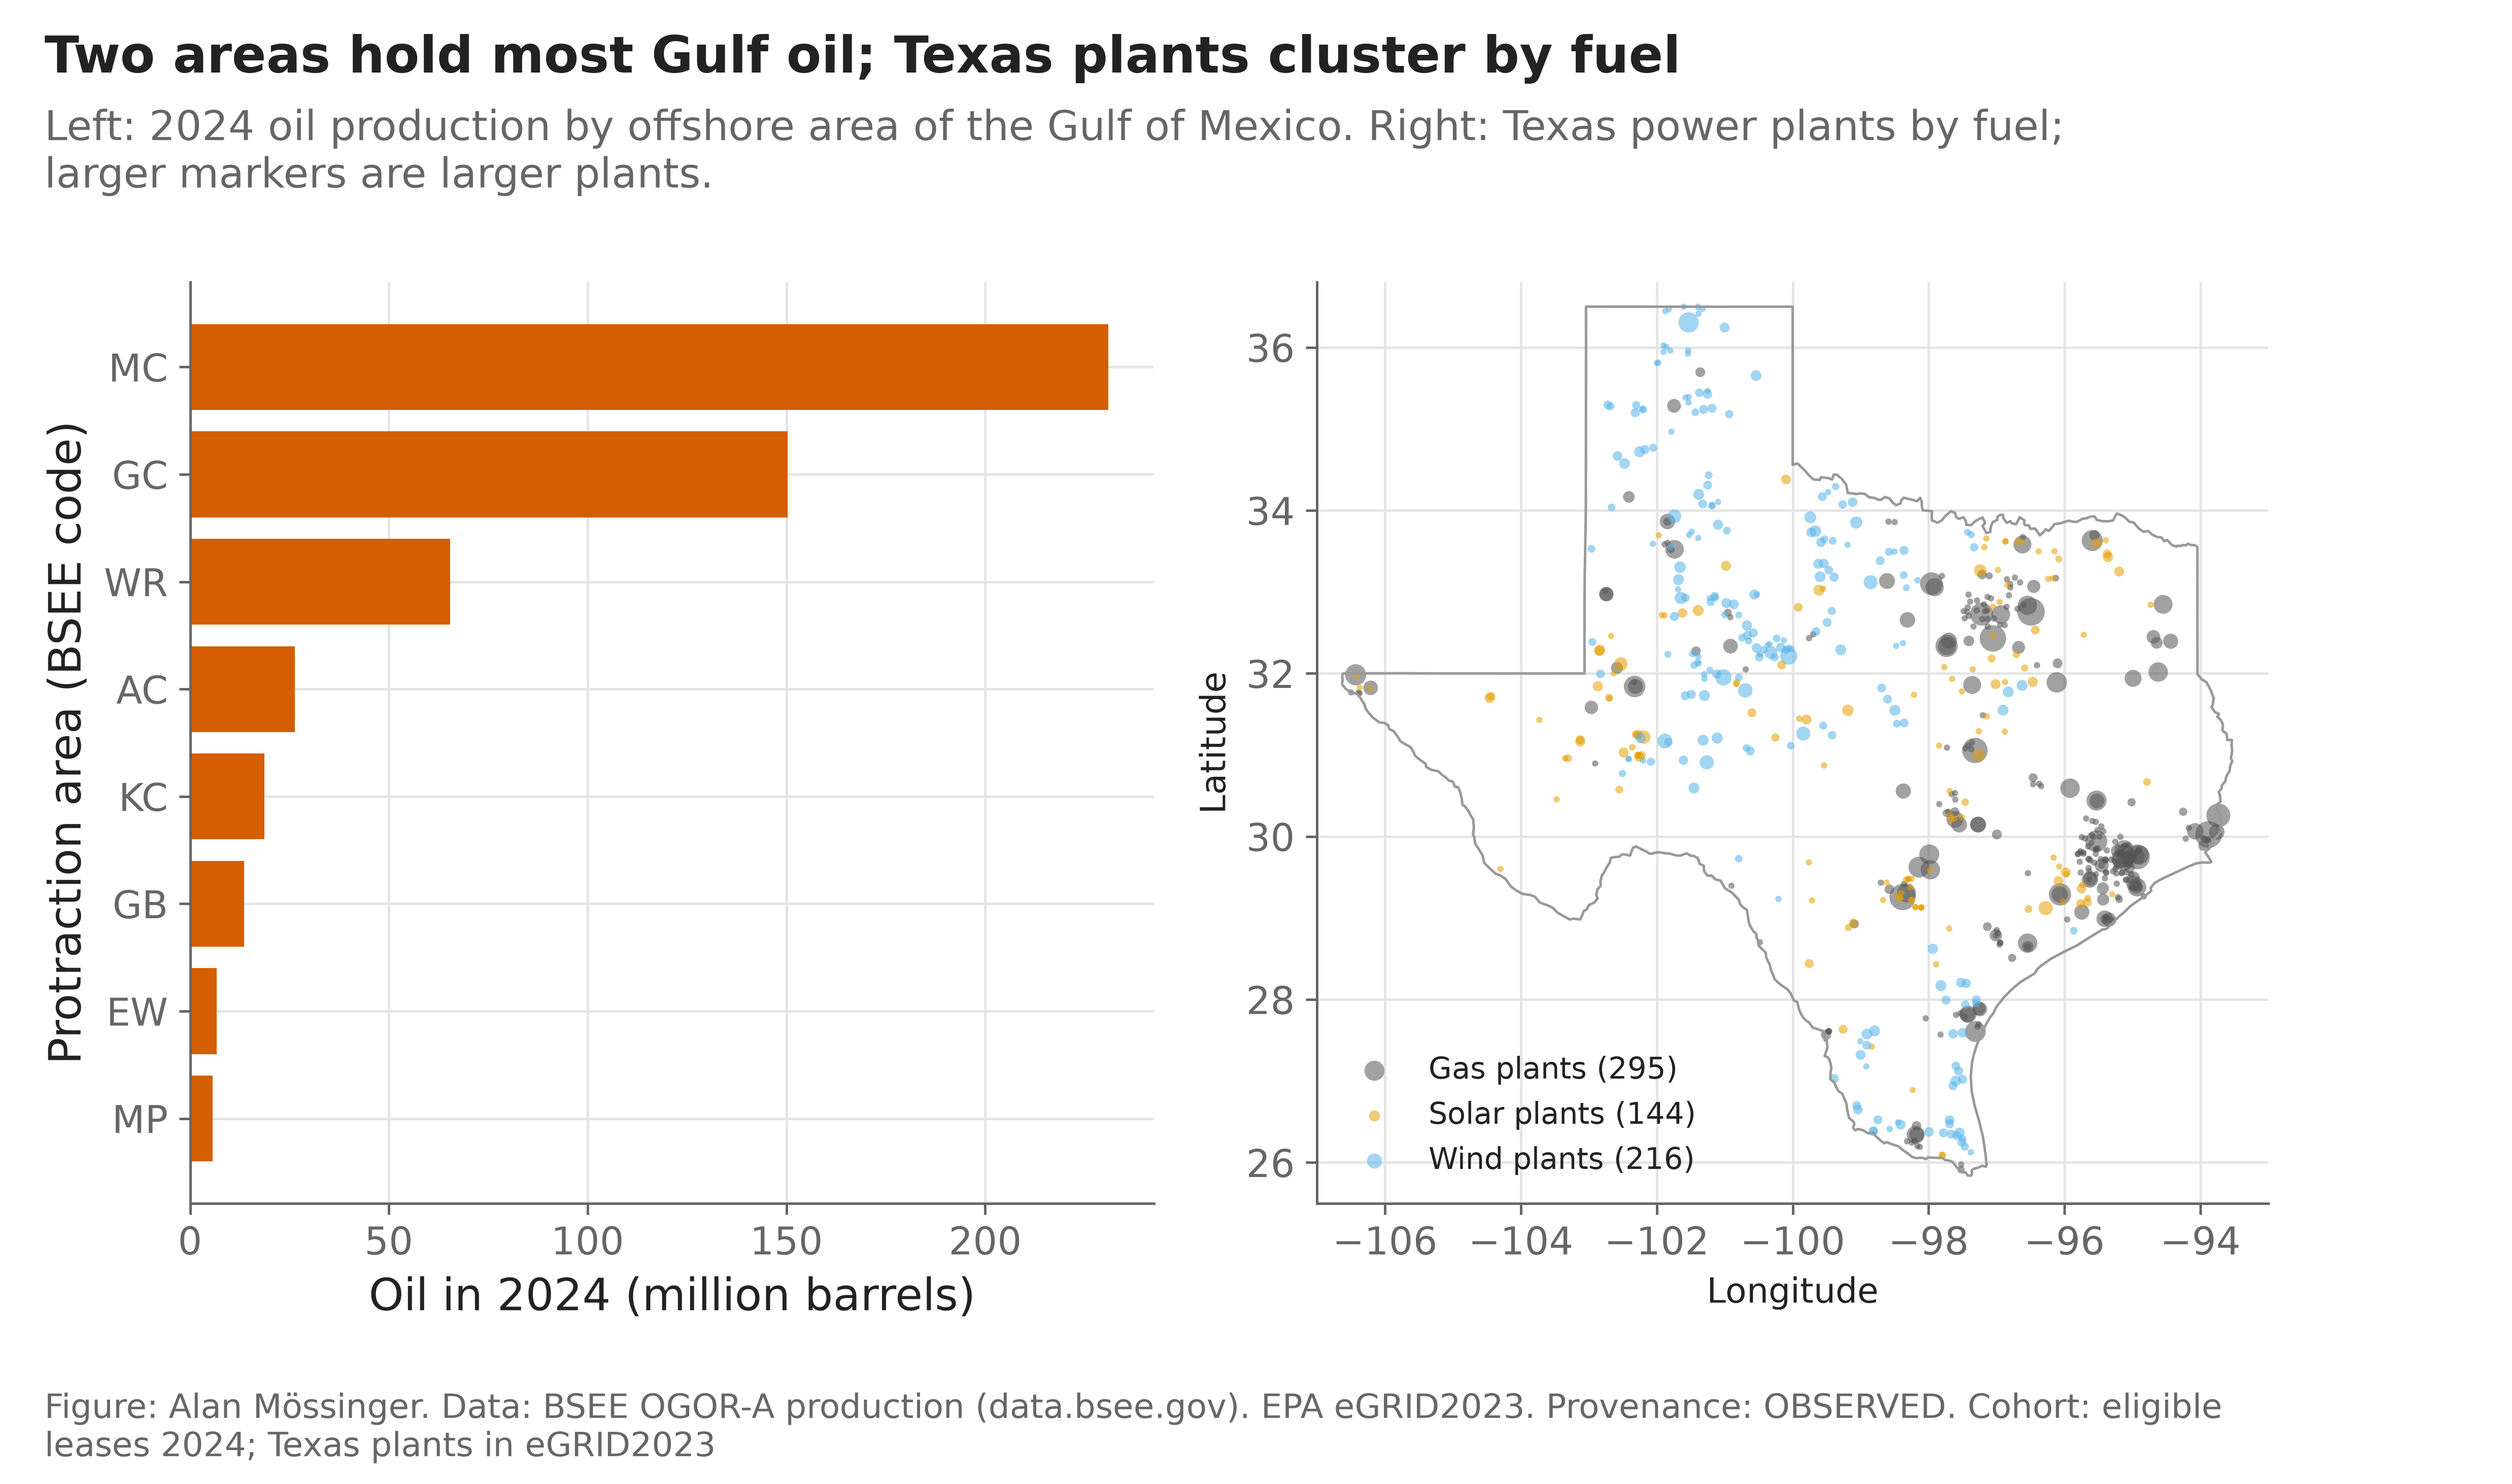 Two areas hold most Gulf oil; Texas plants cluster by fuel
Left: 2024 oil production by offshore area of the Gulf of Mexico. Right: Texas power plants by fuel;
larger markers are larger plants.
Protraction area (BSEE code)
MC
GC
WR
AC
KC
GB
EW
MP
0 50 100 150 200
Oil in 2024 (million barrels)
Latitude
36
34
32
30
28
26
Gas plants (295)
Solar plants (144)
Wind plants (216)
−106 −104 −102 −100 −98 −96 −94
Longitude
Figure: Alan Mössinger. Data: BSEE OGOR-A production (data.bsee.gov). EPA eGRID2023. Provenance: OBSERVED. Cohort: eligible
leases 2024; Texas plants in eGRID2023